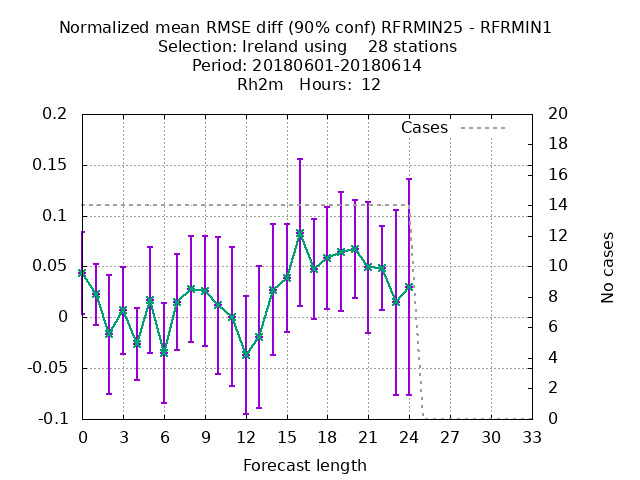 Normalized mean RMSE diff (90% conf) RFRMIN25 - RFRMIN1
Selection: Ireland using    28 stations
Period: 20180601-20180614
Rh2m   Hours:  12
0.2
0.15
0.1
0.05
0
-0.05
-0.1
Cases
20
18
16
14
12
10
8
6
4
2
0
No cases
0 3 6 9 12 15 18 21 24 27 30 33
Forecast length